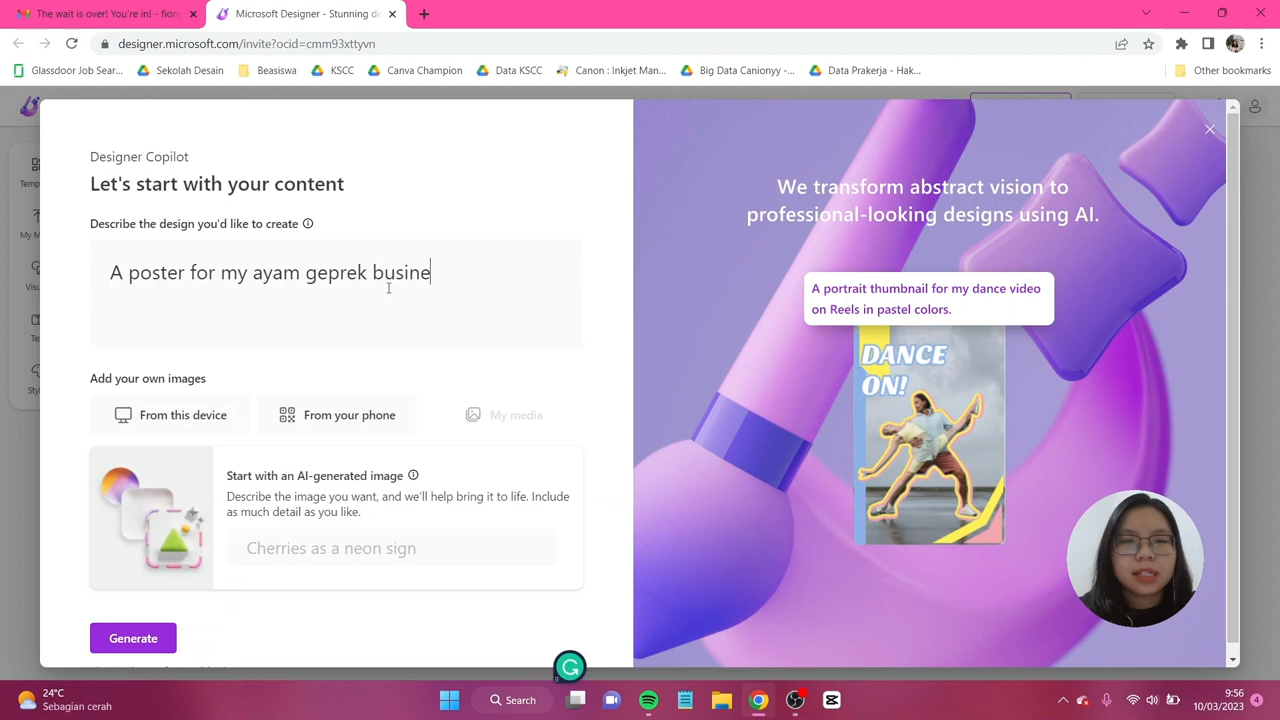 The wait is over! You're in! - fion
Microsoft Designer - Stunning de
designer.microsoft.com/invite?ocid=cmm93xttyvn
Glassdoor Job Sear...
Sekolah Desain
Beasiswa
KSCC
Canva Champion
Data KSCC
Canon : Inkjet Man...
Big Data Canionyy -...
Data Prakerja - Hak...
Other bookmarks
Designer Copilot
Let's start with your content
Describe the design you'd like to create
A poster for my ayam geprek busine
Add your own images
From this device
From your phone
My media
Start with an AI-generated image
Describe the image you want, and we'll help bring it to life. Include
as much detail as you like.
Cherries as a neon sign
Generate
We transform abstract vision to
professional-looking designs using AI.
A portrait thumbnail for my dance video
on Reels in pastel colors.
DANCE
ON!
24°C
Sebagian cerah
Search
9:56
10/03/2023
4